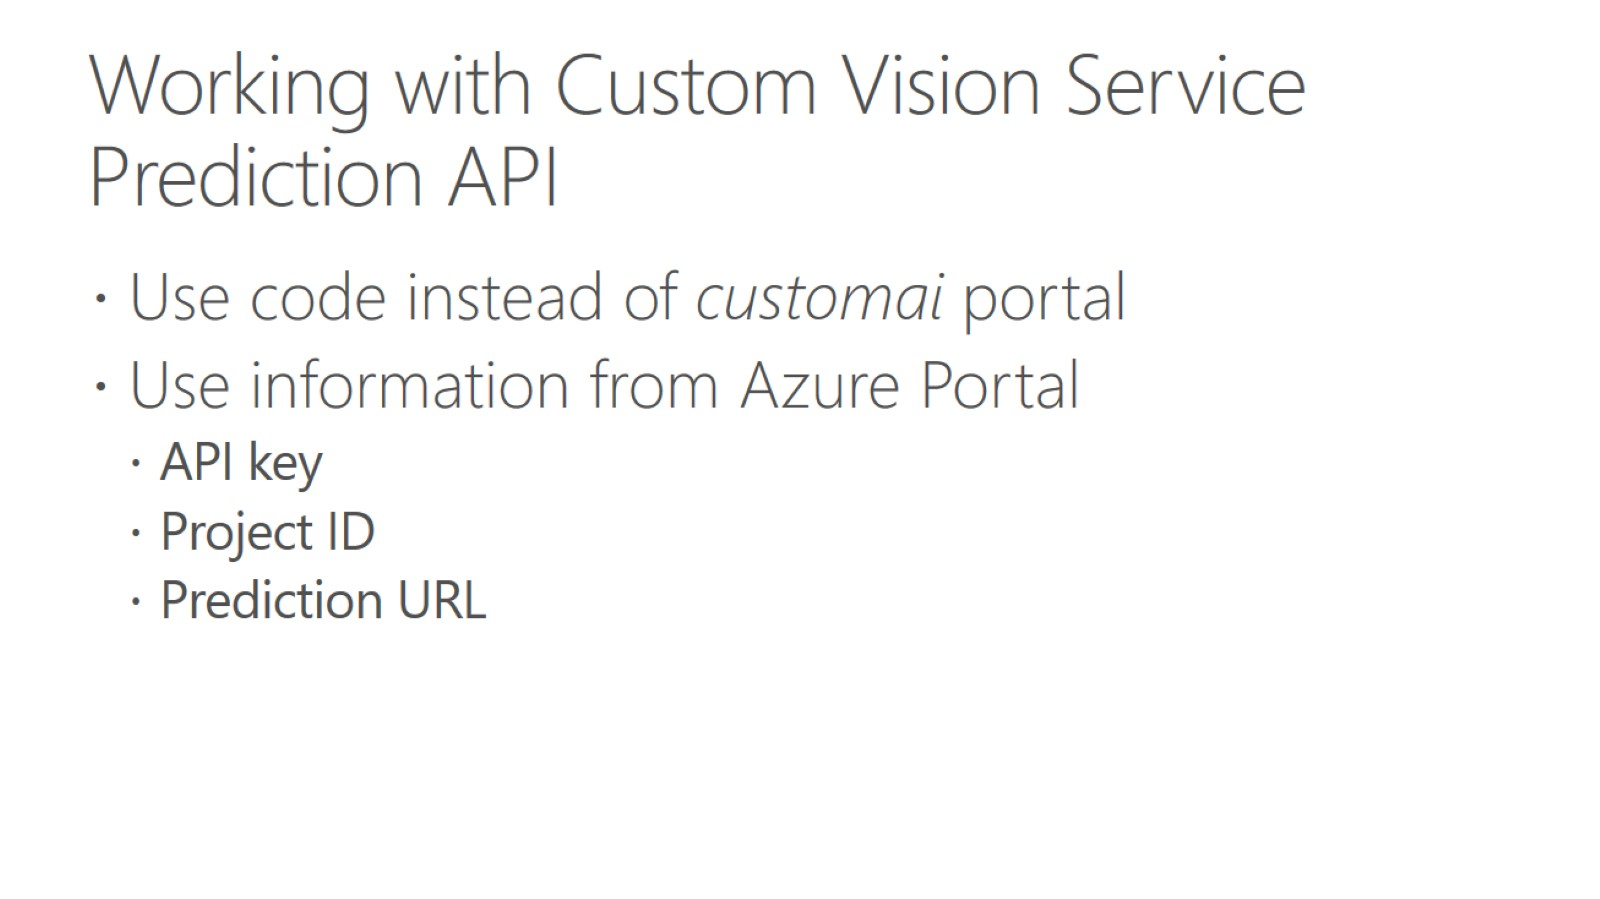 Working with Custom Vision Service
Prediction API
· Use code instead of customai portal
· Use information from Azure Portal
· API key
· Project ID
· Prediction URL